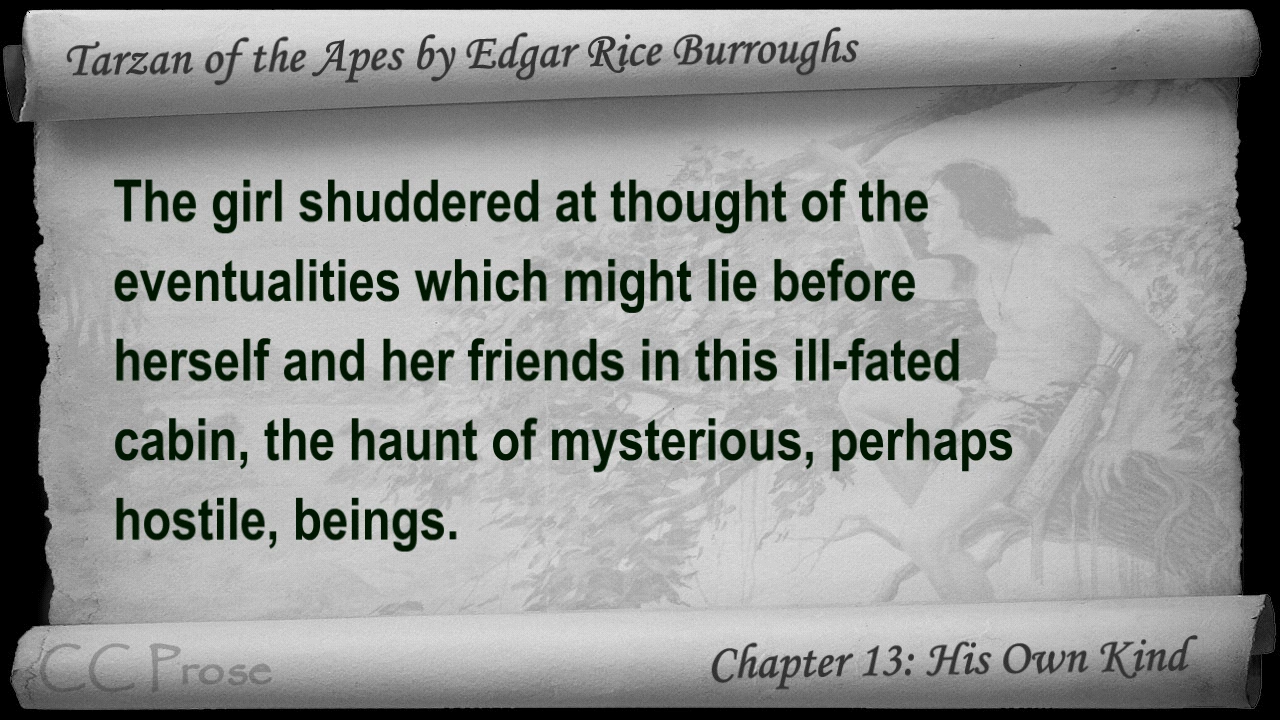 Tarzan of the Apes by Edgar Rice Burroughs
The girl shuddered at thought of the
eventualities which might lie before
herself and her friends in this ill-fated
cabin, the haunt of mysterious, perhaps
hostile, beings.
CC Prose
Chapter 13: His Own Kind